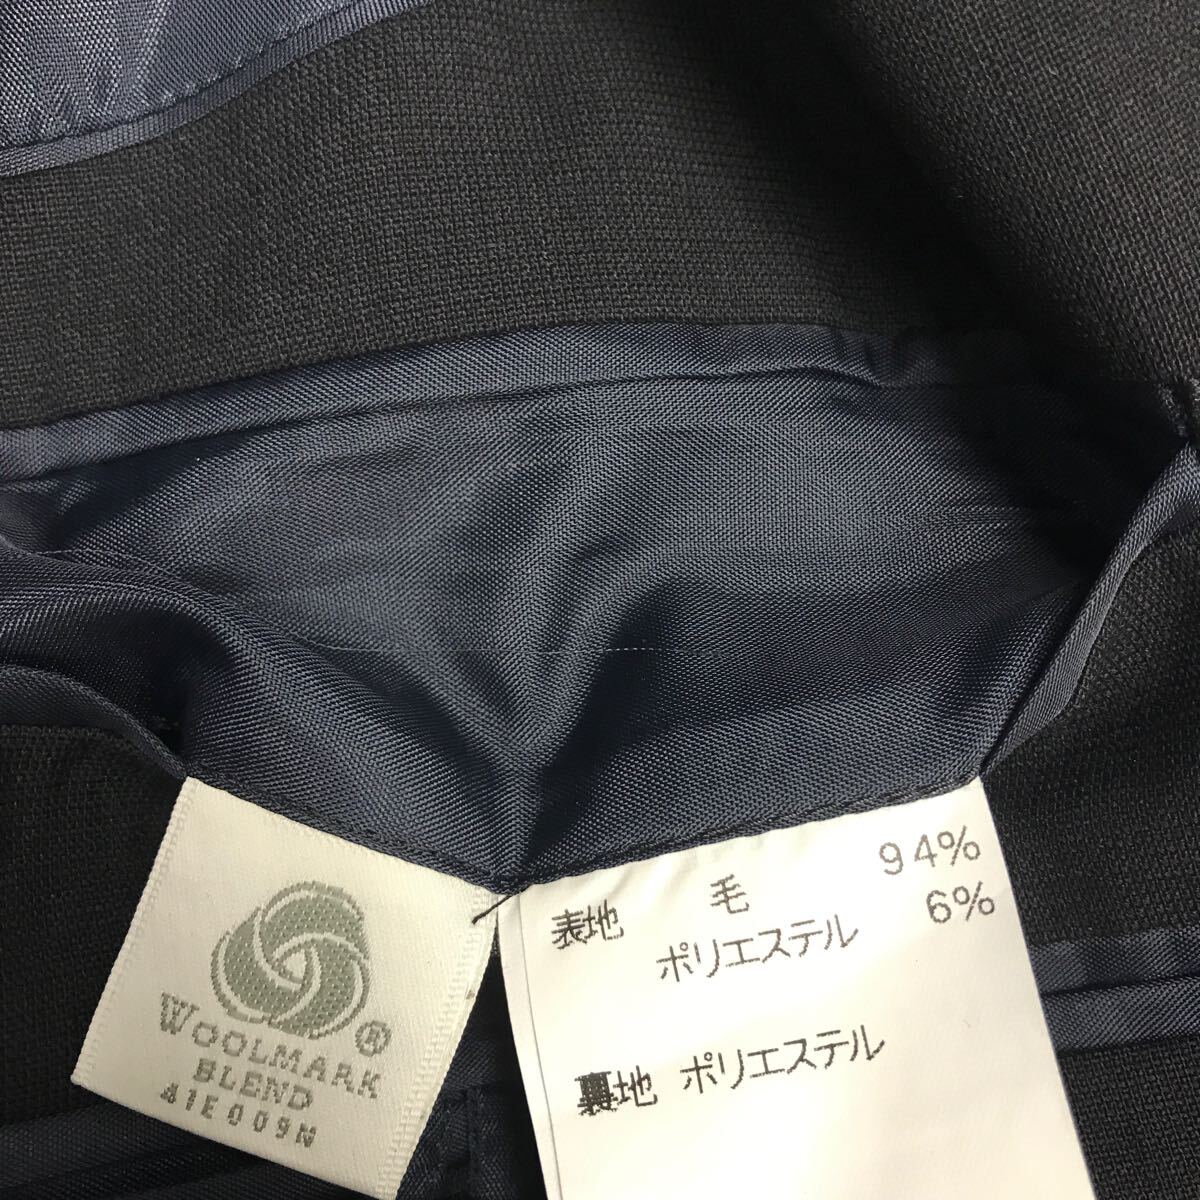 WOOLMARK ®
BLEND
41E009N
表地 毛 94%
ポリエステル 6%
裏地 ポリエステル